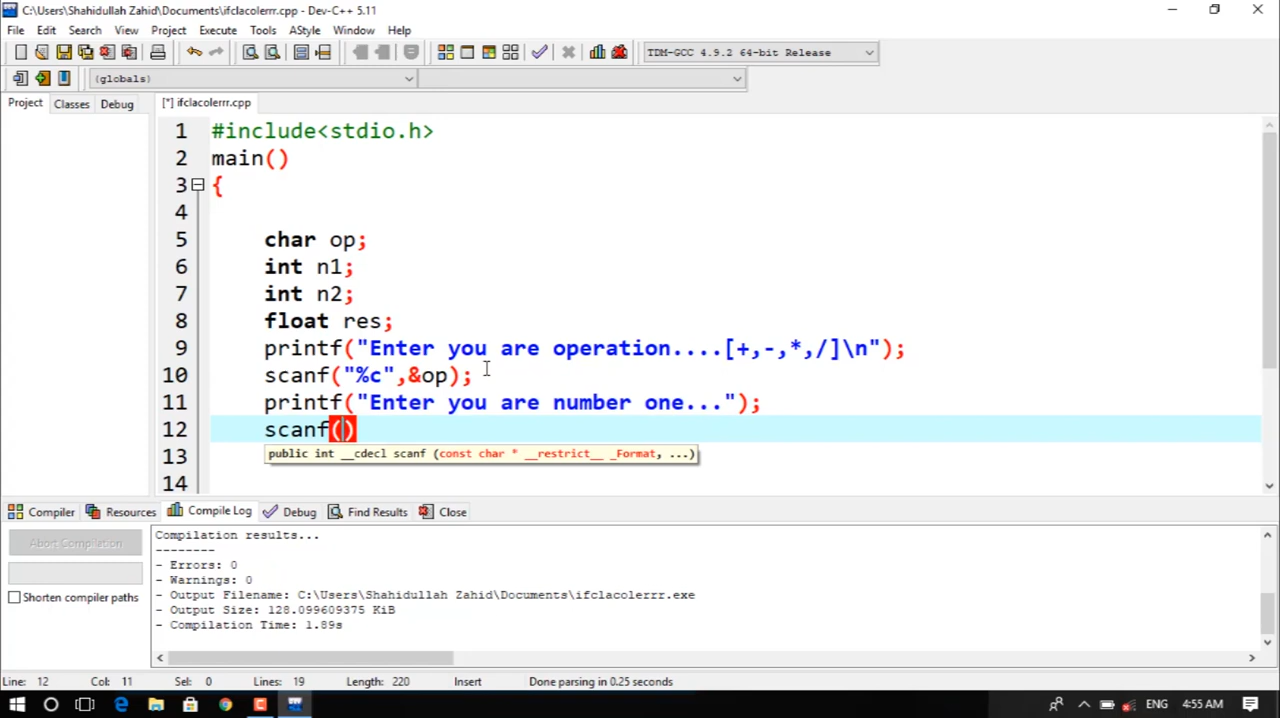 C:\Users\Shahidullah Zahid\Documents\ifclacolerrr.cpp - Dev-C++ 5.11
File Edit Search View Project Execute Tools AStyle Window Help
TDM-GCC 4.9.2 64-bit Release
(globals)
Project Classes Debug [*] ifclacolerrr.cpp
1 #include<stdio.h>
2 main()
3 {
4
5 char op;
6 int n1;
7 int n2;
8 float res;
9 printf("Enter you are operation....[+,-,*,/]\n");
10 scanf("%c",&op);
11 printf("Enter you are number one...");
12 scanf()
13 public int __cdecl scanf (const char * __restrict__ _Format, ...)
14
Compiler Resources Compile Log Debug Find Results Close
Abort Compilation
Shorten compiler paths
Compilation results...
--------
- Errors: 0
- Warnings: 0
- Output Filename: C:\Users\Shahidullah Zahid\Documents\ifclacolerrr.exe
- Output Size: 128.099609375 KiB
- Compilation Time: 1.89s
Line: 12 Col: 11 Sel: 0 Lines: 19 Length: 220 Insert Done parsing in 0.25 seconds
ENG 4:55 AM